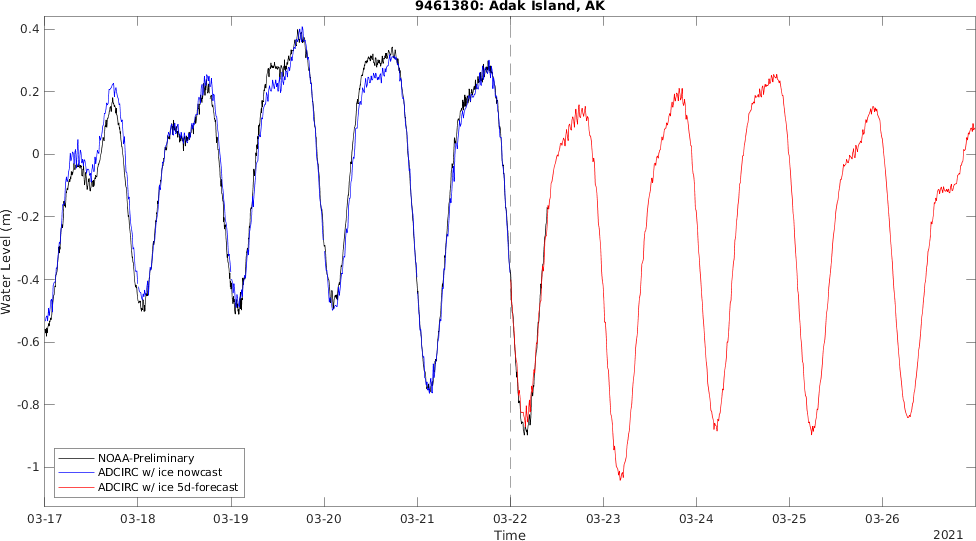 9461380: Adak Island, AK
0.4
0.2
0
-0.2
-0.4
-0.6
-0.8
-1
Water Level (m)
NOAA-Preliminary
ADCIRC w/ ice nowcast
ADCIRC w/ ice 5d-forecast
03-17 03-18 03-19 03-20 03-21 03-22 03-23 03-24 03-25 03-26
Time
2021